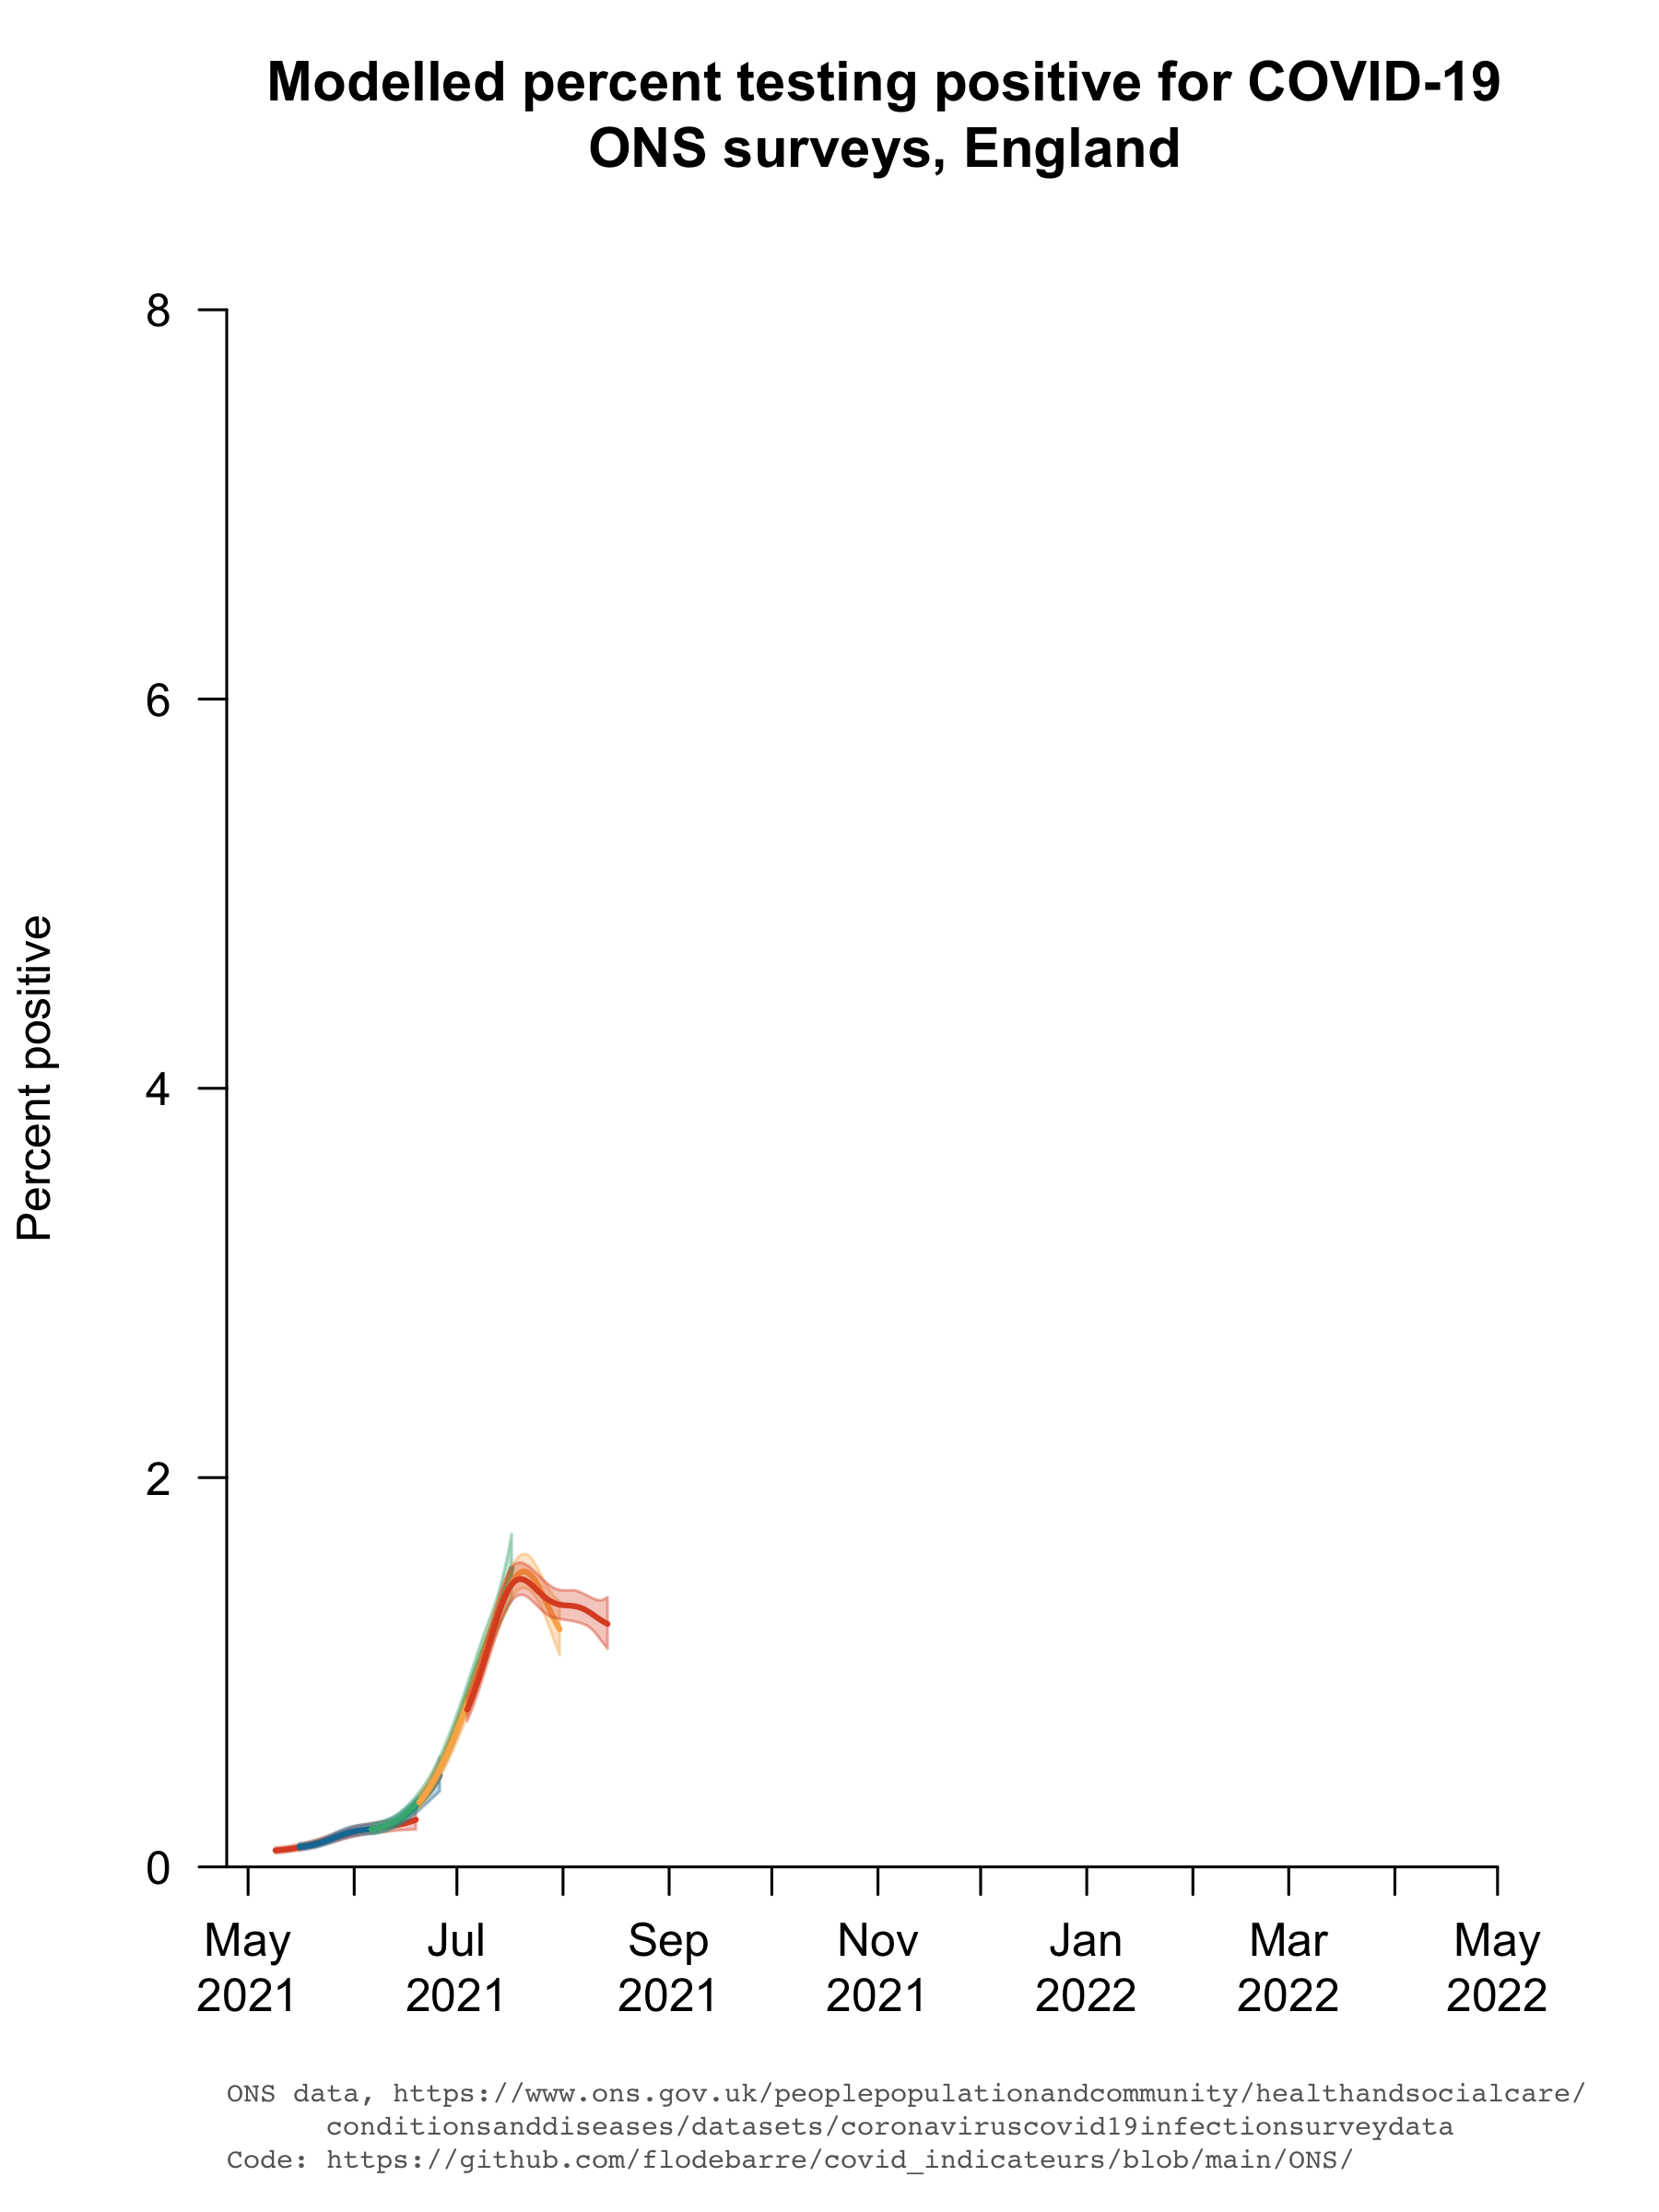 Modelled percent testing positive for COVID-19
ONS surveys, England
8
6
4
2
0
Percent positive
May Jul Sep Nov Jan Mar May
2021 2021 2021 2021 2022 2022 2022
ONS data, https://www.ons.gov.uk/peoplepopulationandcommunity/healthandsocialcare/
conditionsanddiseases/datasets/coronaviruscovid19infectionsurveydata
Code: https://github.com/flodebarre/covid_indicateurs/blob/main/ONS/